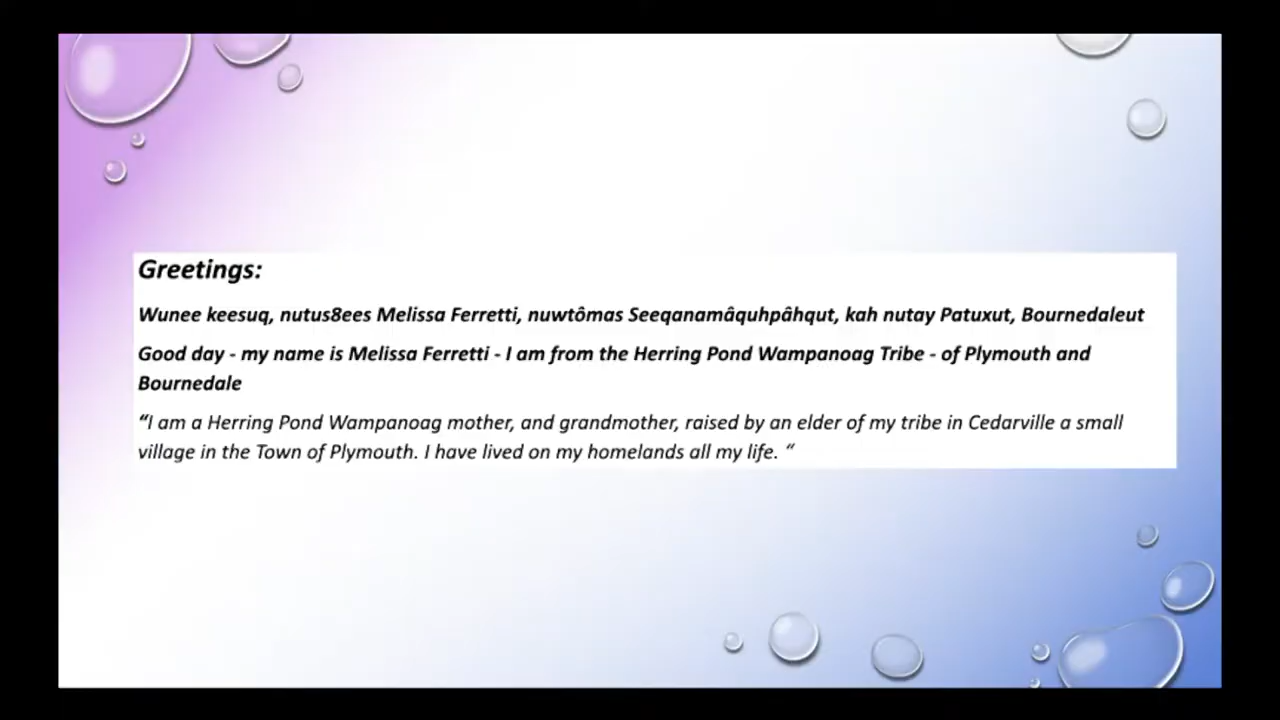 Greetings:
Wunee keesuq, nutus8ees Melissa Ferretti, nuwtômas Seeqanamâquhpâhqut, kah nutay Patuxut, Bournedaleut
Good day - my name is Melissa Ferretti - I am from the Herring Pond Wampanoag Tribe - of Plymouth and
Bournedale
“I am a Herring Pond Wampanoag mother, and grandmother, raised by an elder of my tribe in Cedarville a small
village in the Town of Plymouth. I have lived on my homelands all my life. “